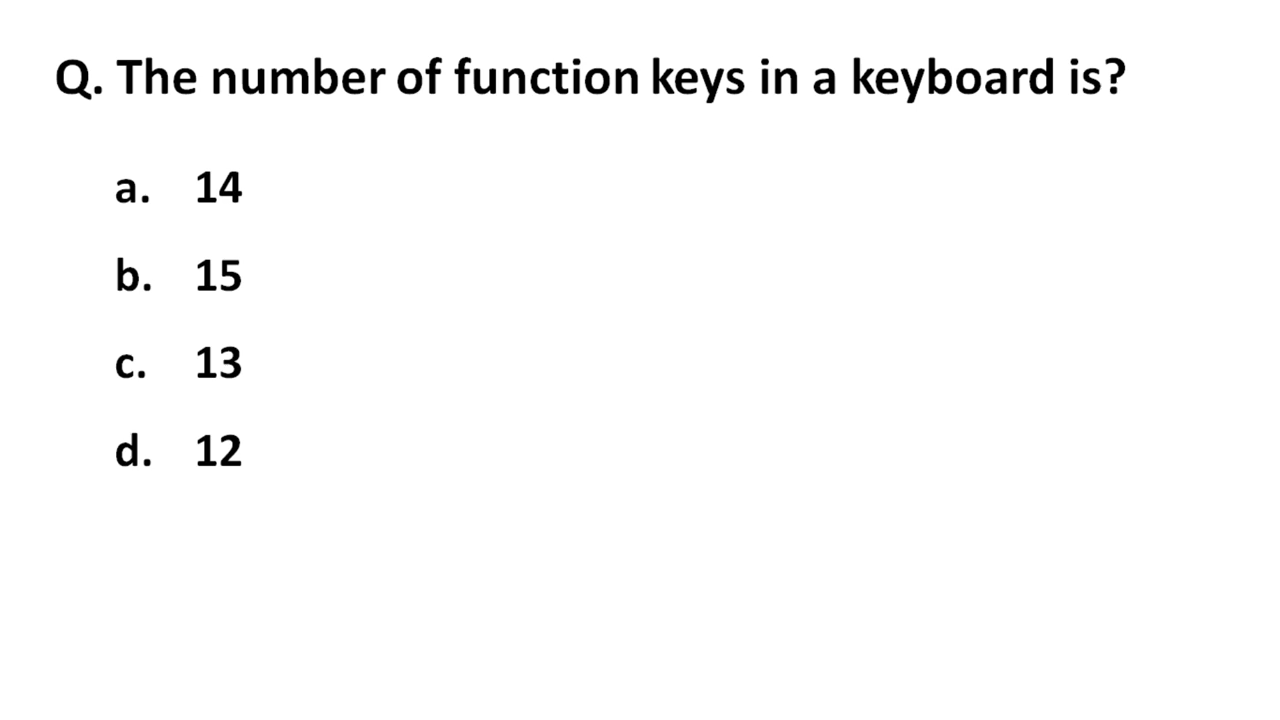 Q. The number of function keys in a keyboard is?
a. 14
b. 15
c. 13
d. 12